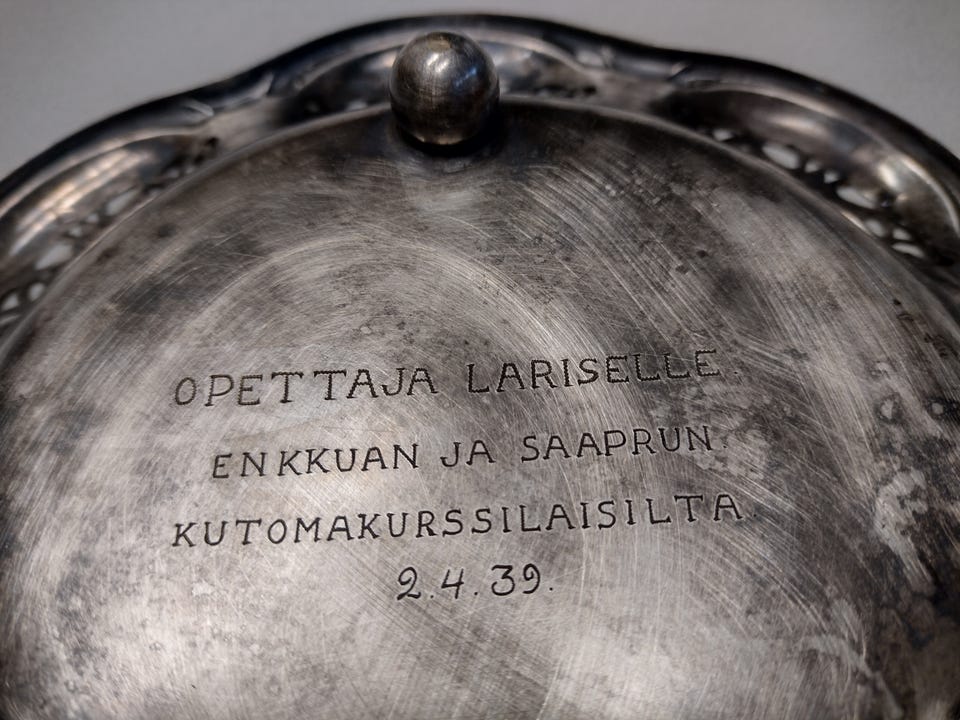 OPETTAJA LARISELLE.
ENKKUAN JA SAAPRUN.
KUTOMAKURSSILAISILTA.
2.4.39.